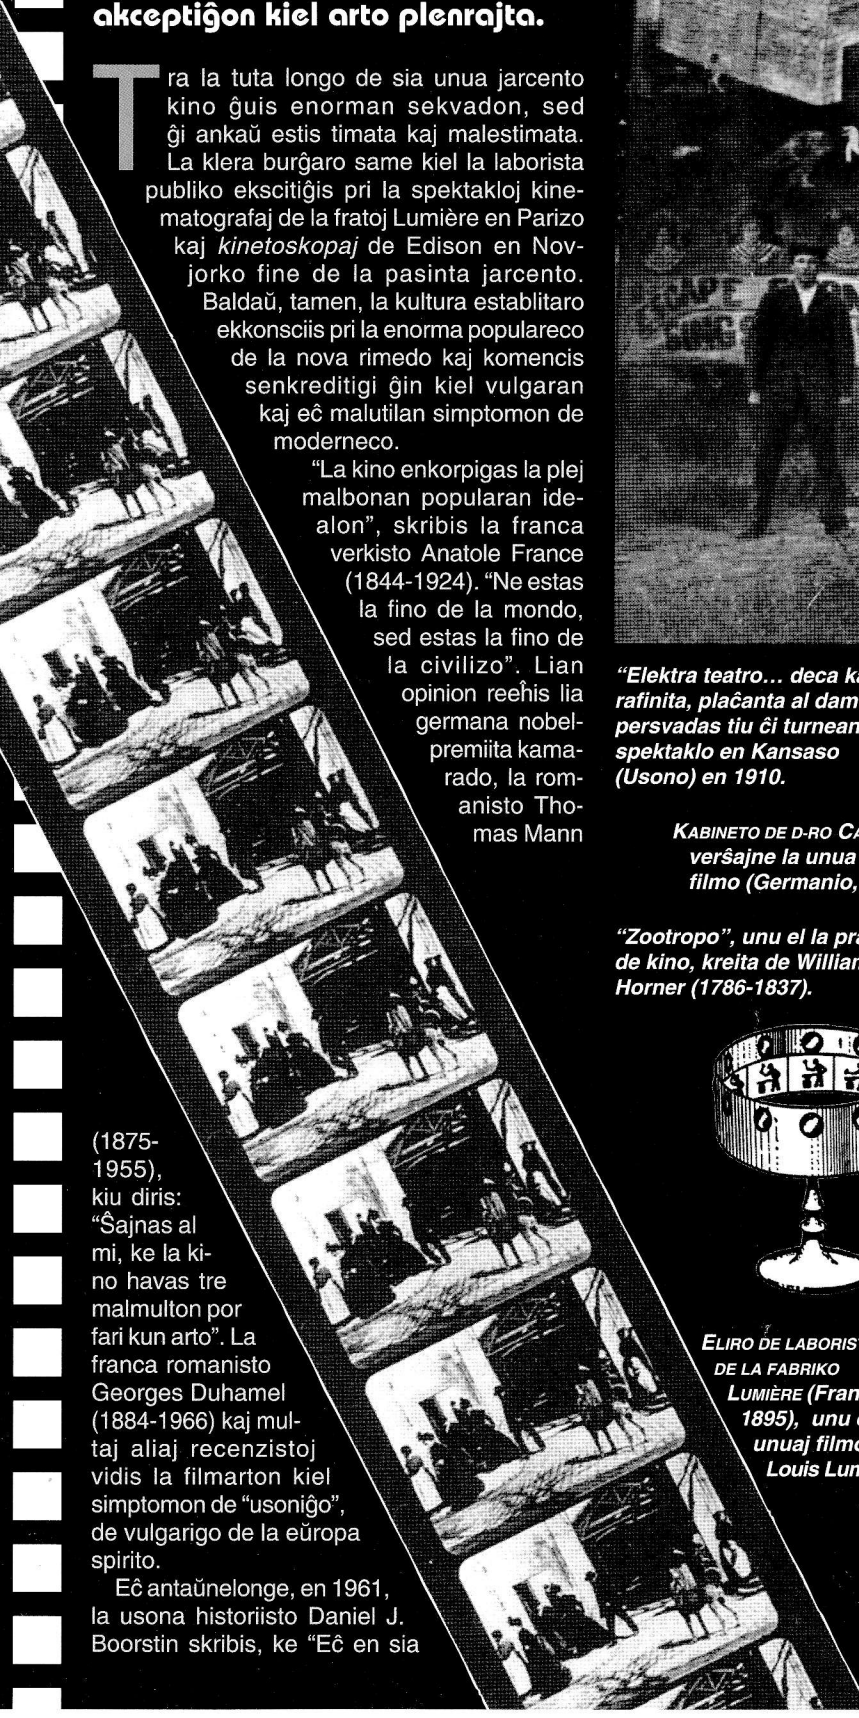 akceptiĝon kiel arto plenrajta.
Tra la tuta longo de sia unua jarcento
kino ĝuis enorman sekvadon, sed
ĝi ankaŭ estis timata kaj malestimata.
La klera burĝaro same kiel la laborista
publiko ekscitiĝis pri la spektakloj kine-
matografaj de la fratoj Lumière en Parizo
kaj kinetoskopaj de Edison en Nov-
jorko fine de la pasinta jarcento.
Baldaŭ, tamen, la kultura establitaro
ekkonsciis pri la enorma populareco
de la nova rimedo kaj komencis
senkreditigi ĝin kiel vulgaran
kaj eĉ malutilan simptomon de
moderneco.
“La kino enkorpigas la plej
malbonan popularan ide-
alon”, skribis la franca
verkisto Anatole France
(1844-1924). “Ne estas
la fino de la mondo,
sed estas la fino de
la civilizo”. Lian
opinion reeĥis lia
germana nobel-
premiita kama-
rado, la rom-
anisto Tho-
mas Mann
(1875-
1955),
kiu diris:
“Ŝajnas al
mi, ke la ki-
no havas tre
malmulton por
fari kun arto”. La
franca romanisto
Georges Duhamel
(1884-1966) kaj mul-
taj aliaj recenzistoj
vidis la filmarton kiel
simptomon de “usoniĝo”,
de vulgarigo de la eŭropa
spirito.
Eĉ antaŭnelonge, en 1961,
la usona historiisto Daniel J.
Boorstin skribis, ke “Eĉ en sia
“Elektra teatro... deca ka
rafinita, plaĉanta al dam
persvadas tiu ĉi turnean
spektaklo en Kansaso
(Usono) en 1910.
KABINETO DE D-RO CA
verŝajne la unua
filmo (Germanio,
“Zootropo”, unu el la pra
de kino, kreita de William
Horner (1786-1837).
ELIRO DE LABORIST
DE LA FABRIKO
LUMIÈRE (Fran
1895), unu e
unuaj filmo
Louis Lum